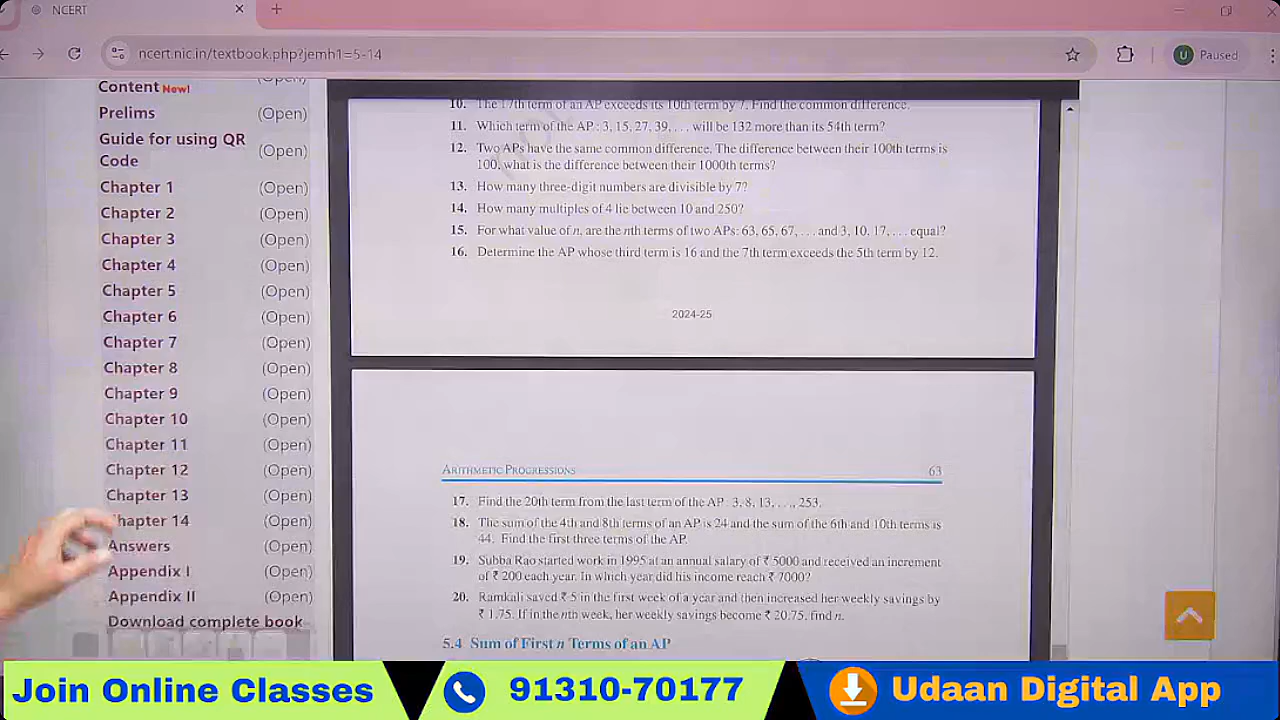 NCERT
ncert.nic.in/textbook.php?jemh1=5-14
U Paused
Content New! (Open)
Prelims (Open)
Guide for using QR Code (Open)
Chapter 1 (Open)
Chapter 2 (Open)
Chapter 3 (Open)
Chapter 4 (Open)
Chapter 5 (Open)
Chapter 6 (Open)
Chapter 7 (Open)
Chapter 8 (Open)
Chapter 9 (Open)
Chapter 10 (Open)
Chapter 11 (Open)
Chapter 12 (Open)
Chapter 13 (Open)
hapter 14 (Open)
Answers (Open)
Appendix I (Open)
Appendix II (Open)
Download complete book
10. The 17th term of an AP exceeds its 10th term by 7. Find the common difference.
11. Which term of the AP : 3, 15, 27, 39, . . . will be 132 more than its 54th term?
12. Two APs have the same common difference. The difference between their 100th terms is
100, what is the difference between their 1000th terms?
13. How many three-digit numbers are divisible by 7?
14. How many multiples of 4 lie between 10 and 250?
15. For what value of n, are the nth terms of two APs: 63, 65, 67, . . . and 3, 10, 17, . . . equal?
16. Determine the AP whose third term is 16 and the 7th term exceeds the 5th term by 12.
2024-25
ARITHMETIC PROGRESSIONS 63
17. Find the 20th term from the last term of the AP : 3, 8, 13, . . ., 253.
18. The sum of the 4th and 8th terms of an AP is 24 and the sum of the 6th and 10th terms is
44. Find the first three terms of the AP.
19. Subba Rao started work in 1995 at an annual salary of ₹ 5000 and received an increment
of ₹ 200 each year. In which year did his income reach ₹ 7000?
20. Ramkali saved ₹ 5 in the first week of a year and then increased her weekly savings by
₹ 1.75. If in the nth week, her weekly savings become ₹ 20.75, find n.
5.4 Sum of First n Terms of an AP
Join Online Classes 91310-70177 Udaan Digital App